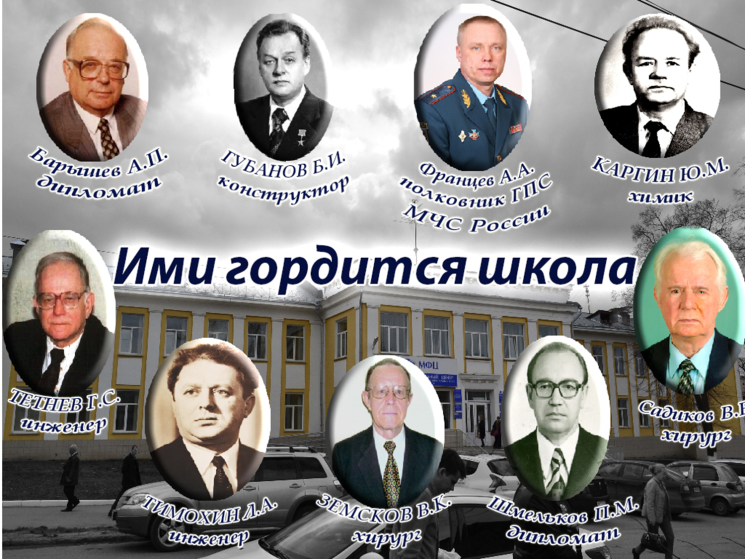 Барышев А.П.
дипломат
ГУБАНОВ Б.И.
конструктор
Францев А.А.
полковник ГПС
МЧС России
КАРГИН Ю.М.
химик
Ими гордится школа
МФЦ
ТЕТНЕВ Г.С.
инженер
ТИМОХИН Л.А.
инженер
ЗЕМСКОВ В.К.
хирург
Шмельков П.М.
дипломат
Садиков В.
хирург